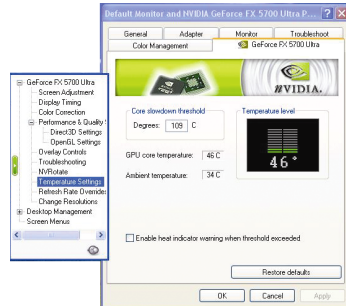 Default Monitor and NVIDIA GeForce FX 5700 Ultra P...
General Adapter Monitor Troubleshoot
Color Management GeForce FX 5700 Ultra
NVIDIA.
GeForce FX 5700 Ultra
Screen Adjustment
Display Timing
Color Correction
Performance & Quality
Direct3D Settings
OpenGL Settings
Overlay Controls
Troubleshooting
NVRotate
Temperature Settings
Refresh Rate Overrides
Change Resolutions
Desktop Management
Screen Menus
Core slowdown threshold
Degrees: 109 C
GPU core temperature: 46 C
Ambient temperature: 34 C
Temperature level
46°
Enable heat indicator warning when threshold exceeded
Restore defaults
OK Cancel Apply